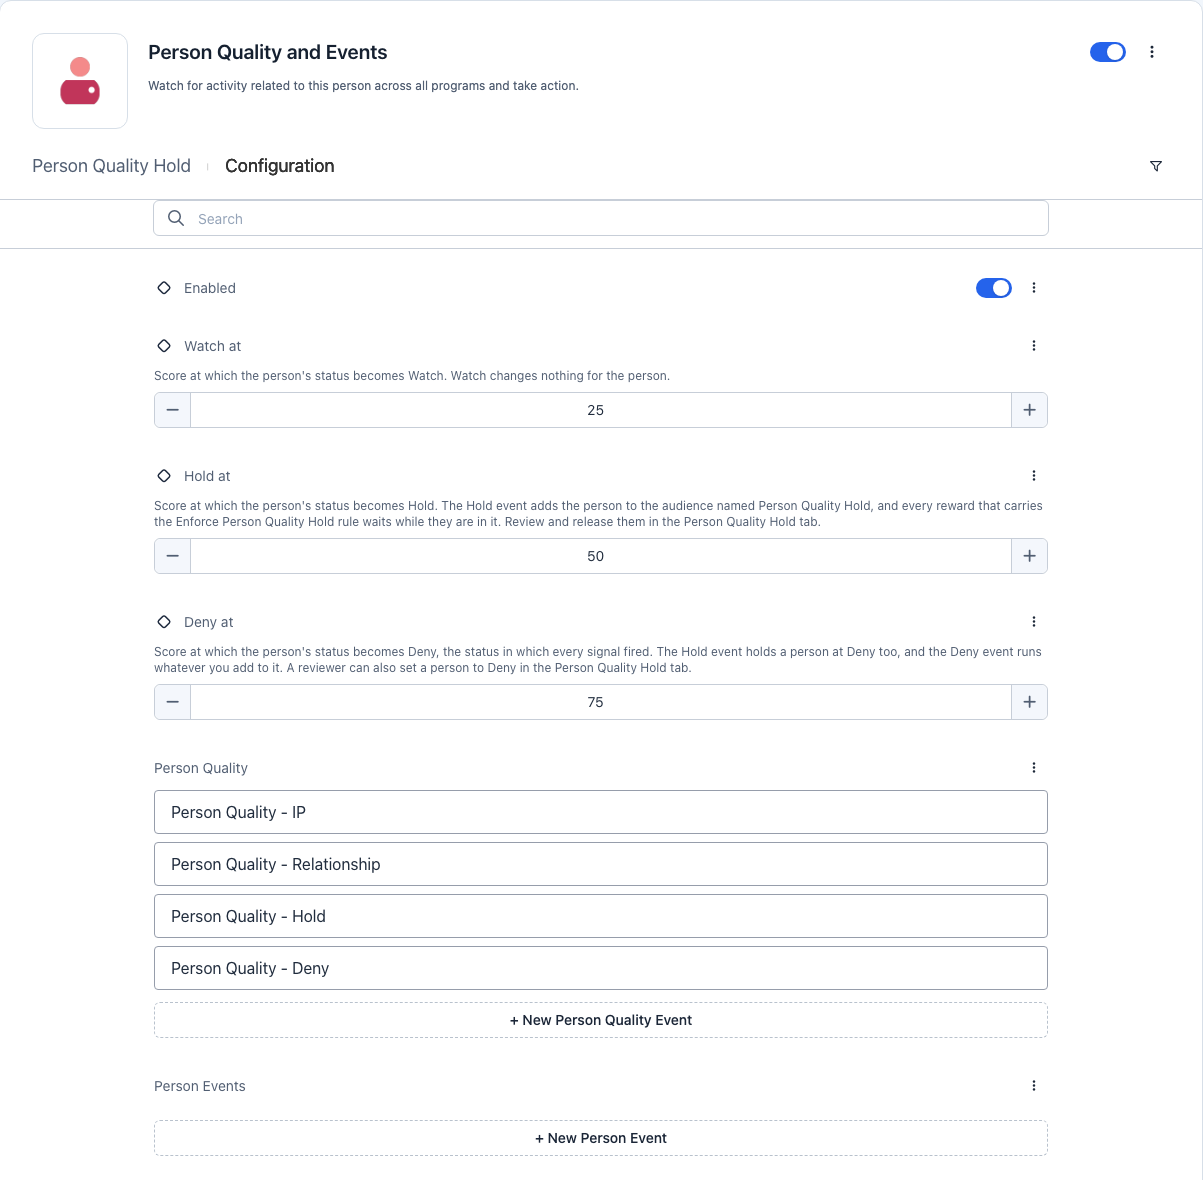 Person Quality and Events
Watch for activity related to this person across all programs and take action.
Person Quality Hold
Configuration
Search
Enabled
Watch at
Score at which the person's status becomes Watch. Watch changes nothing for the person.
25
Hold at
Score at which the person's status becomes Hold. The Hold event adds the person to the audience named Person Quality Hold, and every reward that carries
the Enforce Person Quality Hold rule waits while they are in it. Review and release them in the Person Quality Hold tab.
50
Deny at
Score at which the person's status becomes Deny, the status in which every signal fired. The Hold event holds a person at Deny too, and the Deny event runs
whatever you add to it. A reviewer can also set a person to Deny in the Person Quality Hold tab.
75
Person Quality
Person Quality - IP
Person Quality - Relationship
Person Quality - Hold
Person Quality - Deny
+ New Person Quality Event
Person Events
+ New Person Event